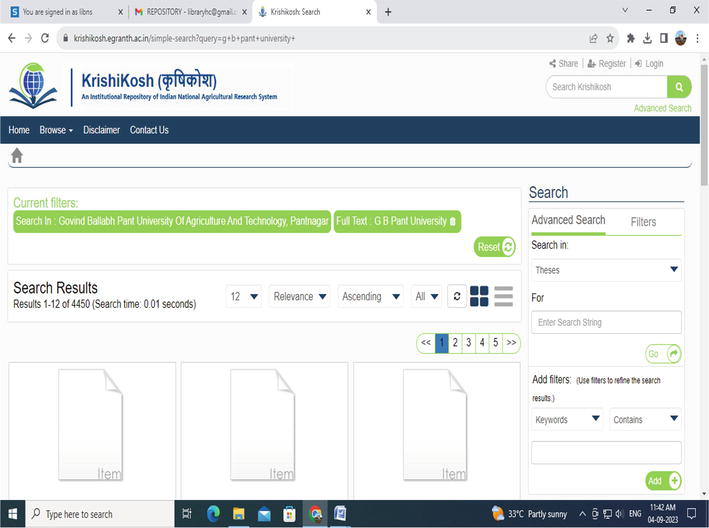 You are signed in as libns
REPOSITORY - libraryhc@gmail.c
Krishikosh: Search
krishikosh.egranth.ac.in/simple-search?query=g+b+pant+university+
Share | Register | Login
KrishiKosh (कृषिकोश)
An Institutional Repository of Indian National Agricultural Research System
Search Krishikosh
Advanced Search
Home Browse Disclaimer Contact Us
Current filters:
Search In : Govind Ballabh Pant University Of Agriculture And Technology, Pantnagar
Full Text : G B Pant University
Reset
Search Results
Results 1-12 of 4450 (Search time: 0.01 seconds)
12 Relevance Ascending All
<< 1 2 3 4 5 >>
Item Item Item
Search
Advanced Search Filters
Search in:
Theses
For
Enter Search String
Go
Add filters: (Use filters to refine the search
results.)
Keywords Contains
Add
Type here to search
33°C Partly sunny
ENG
11:42 AM
04-09-2023